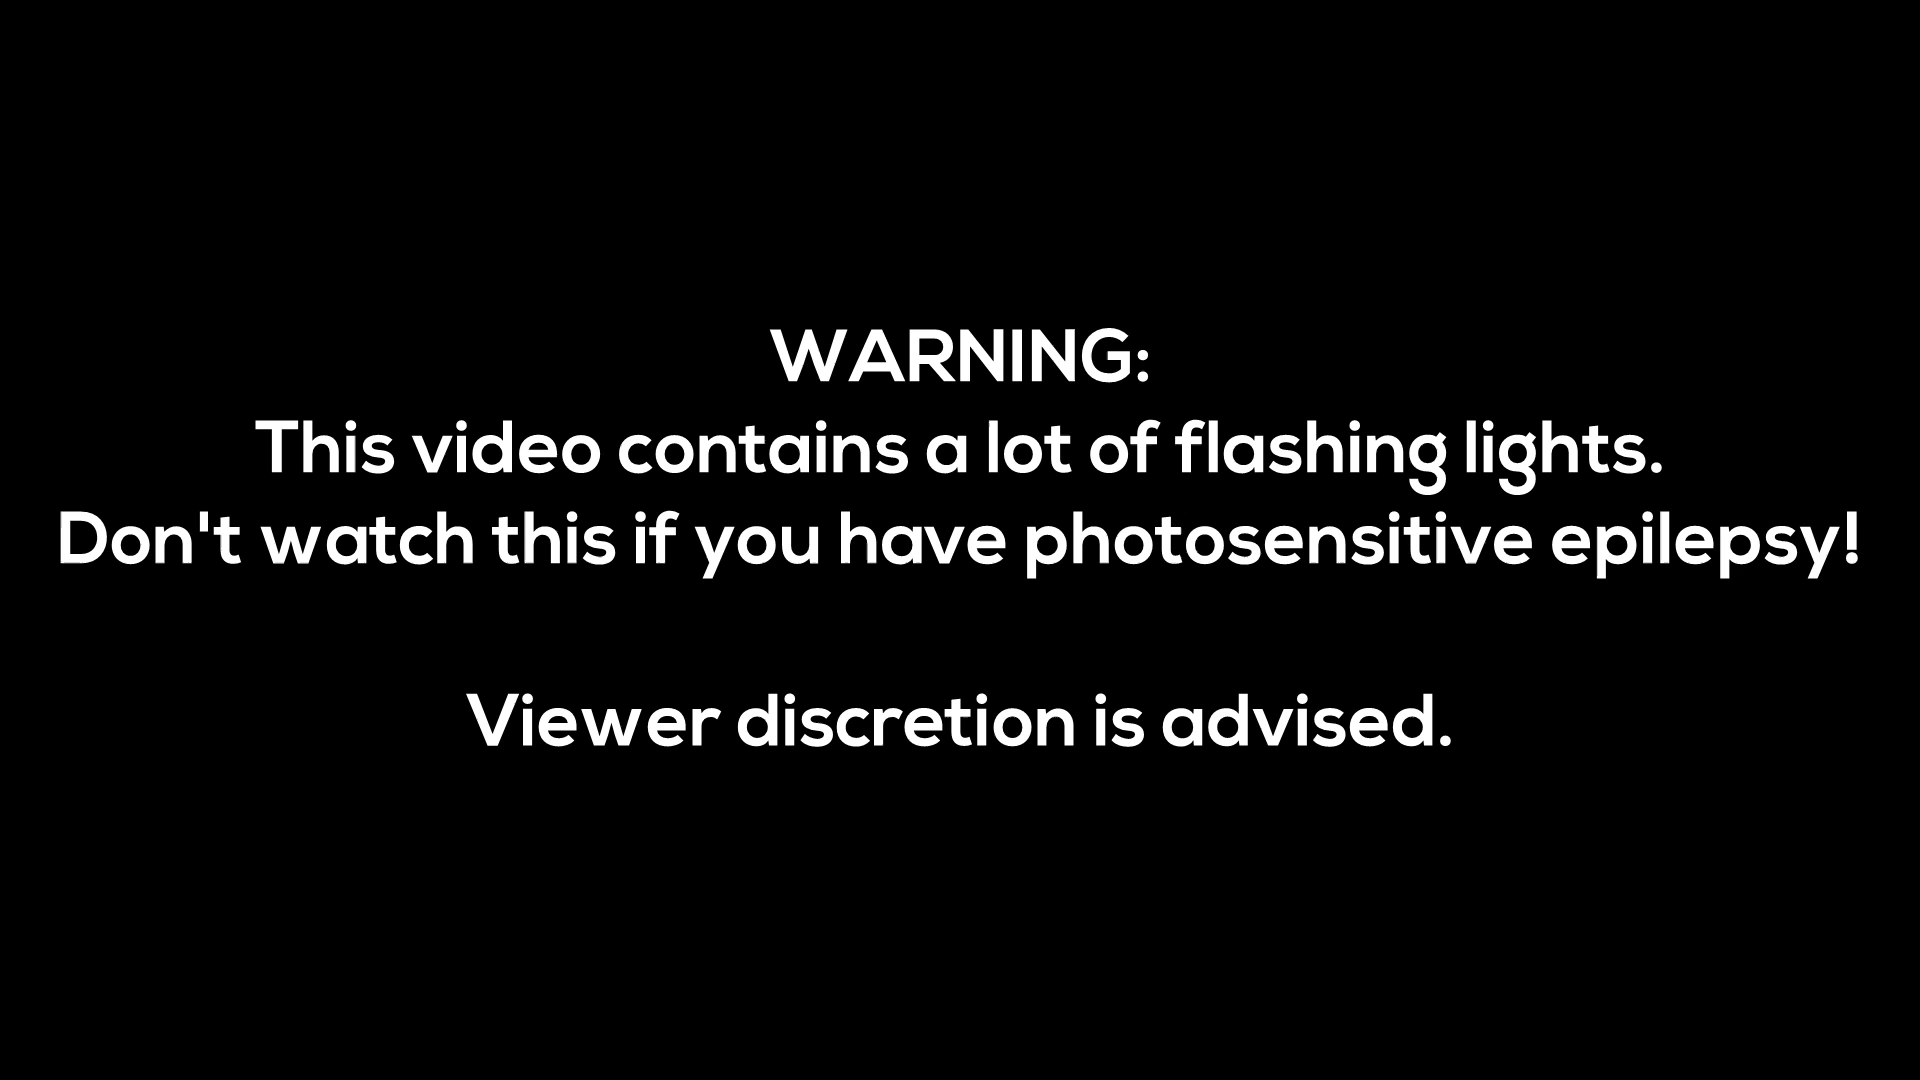 WARNING:
This video contains a lot of flashing lights.
Don't watch this if you have photosensitive epilepsy!
Viewer discretion is advised.